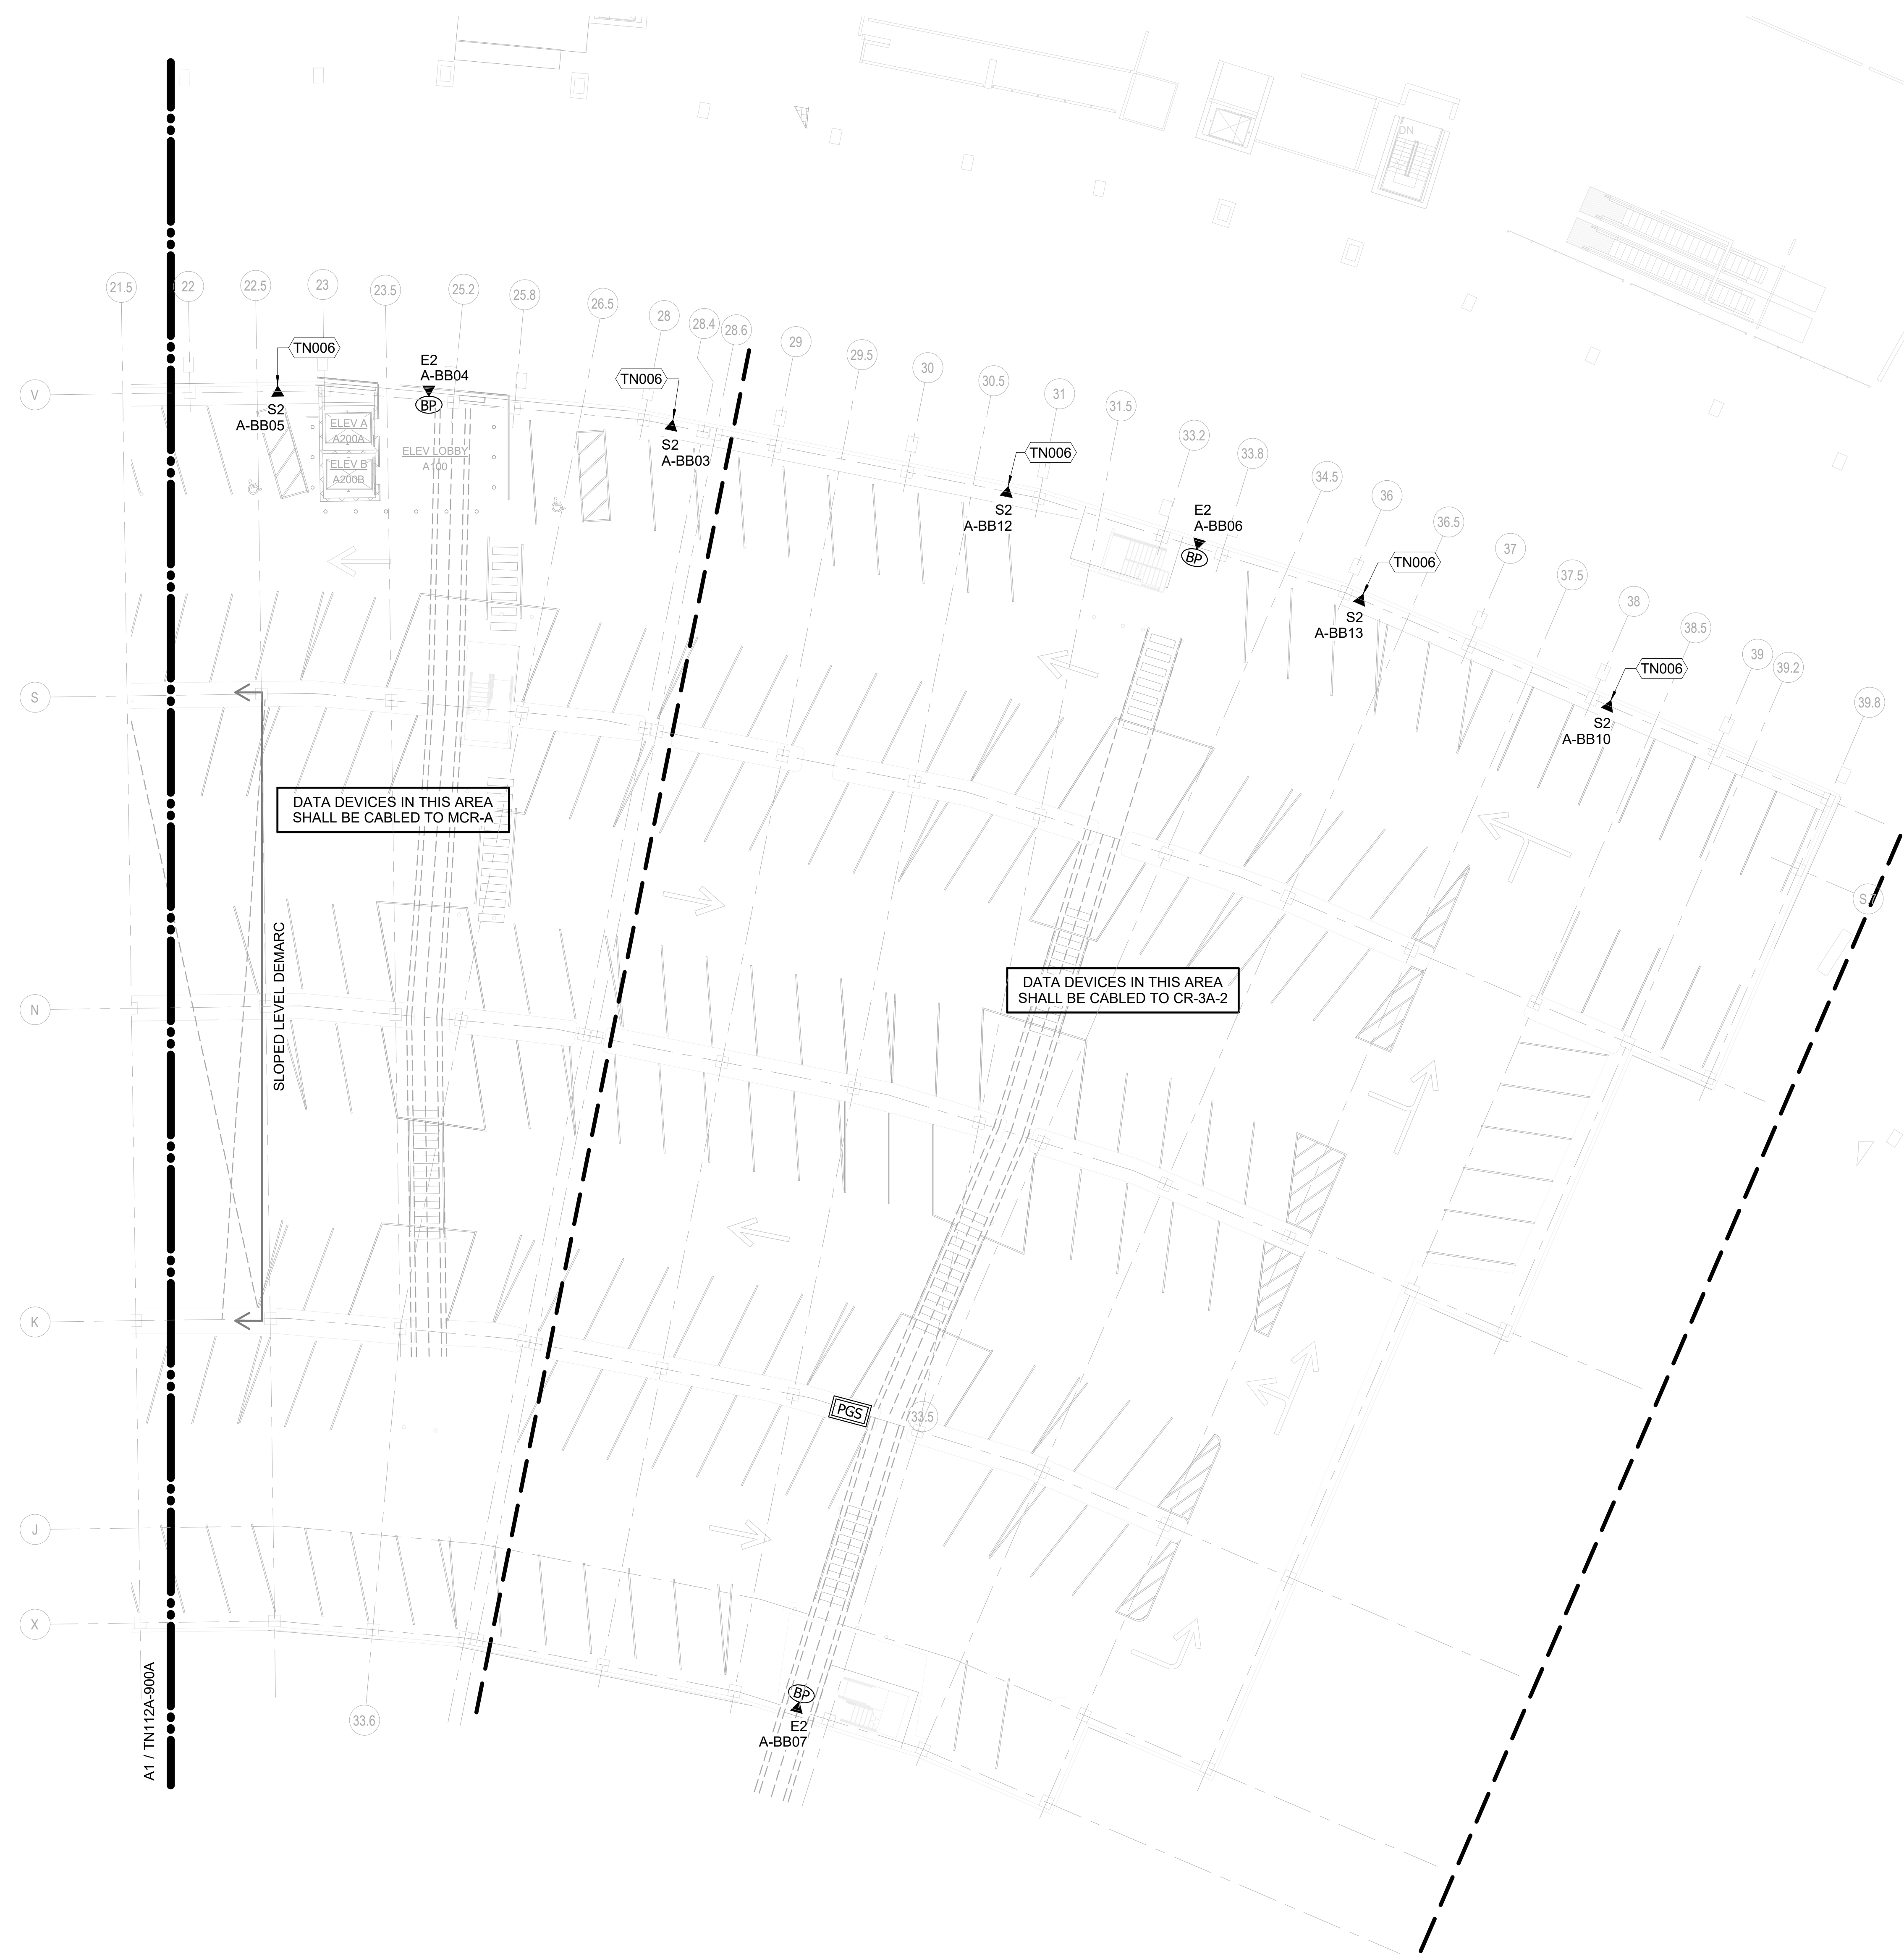 DN
21.5
22
22.5
23
23.5
25.2
25.8
26.5
28
28.4
28.6
29
29.5
30
30.5
31
31.5
33.2
33.8
34.5
36
36.5
37
37.5
38
38.5
39
39.2
39.8
V
TN006
S2
A-BB05
E2
A-BB04
BP
ELEV A
A200A
ELEV B
A200B
ELEV LOBBY
A100
TN006
S2
A-BB03
TN006
S2
A-BB12
E2
A-BB06
BP
TN006
S2
A-BB13
TN006
S2
A-BB10
S
DATA DEVICES IN THIS AREA
SHALL BE CABLED TO MCR-A
SLOPED LEVEL DEMARC
DATA DEVICES IN THIS AREA
SHALL BE CABLED TO CR-3A-2
N
K
PGS
33.5
J
X
A1 / TN112A-900A
33.6
BP
E2
A-BB07